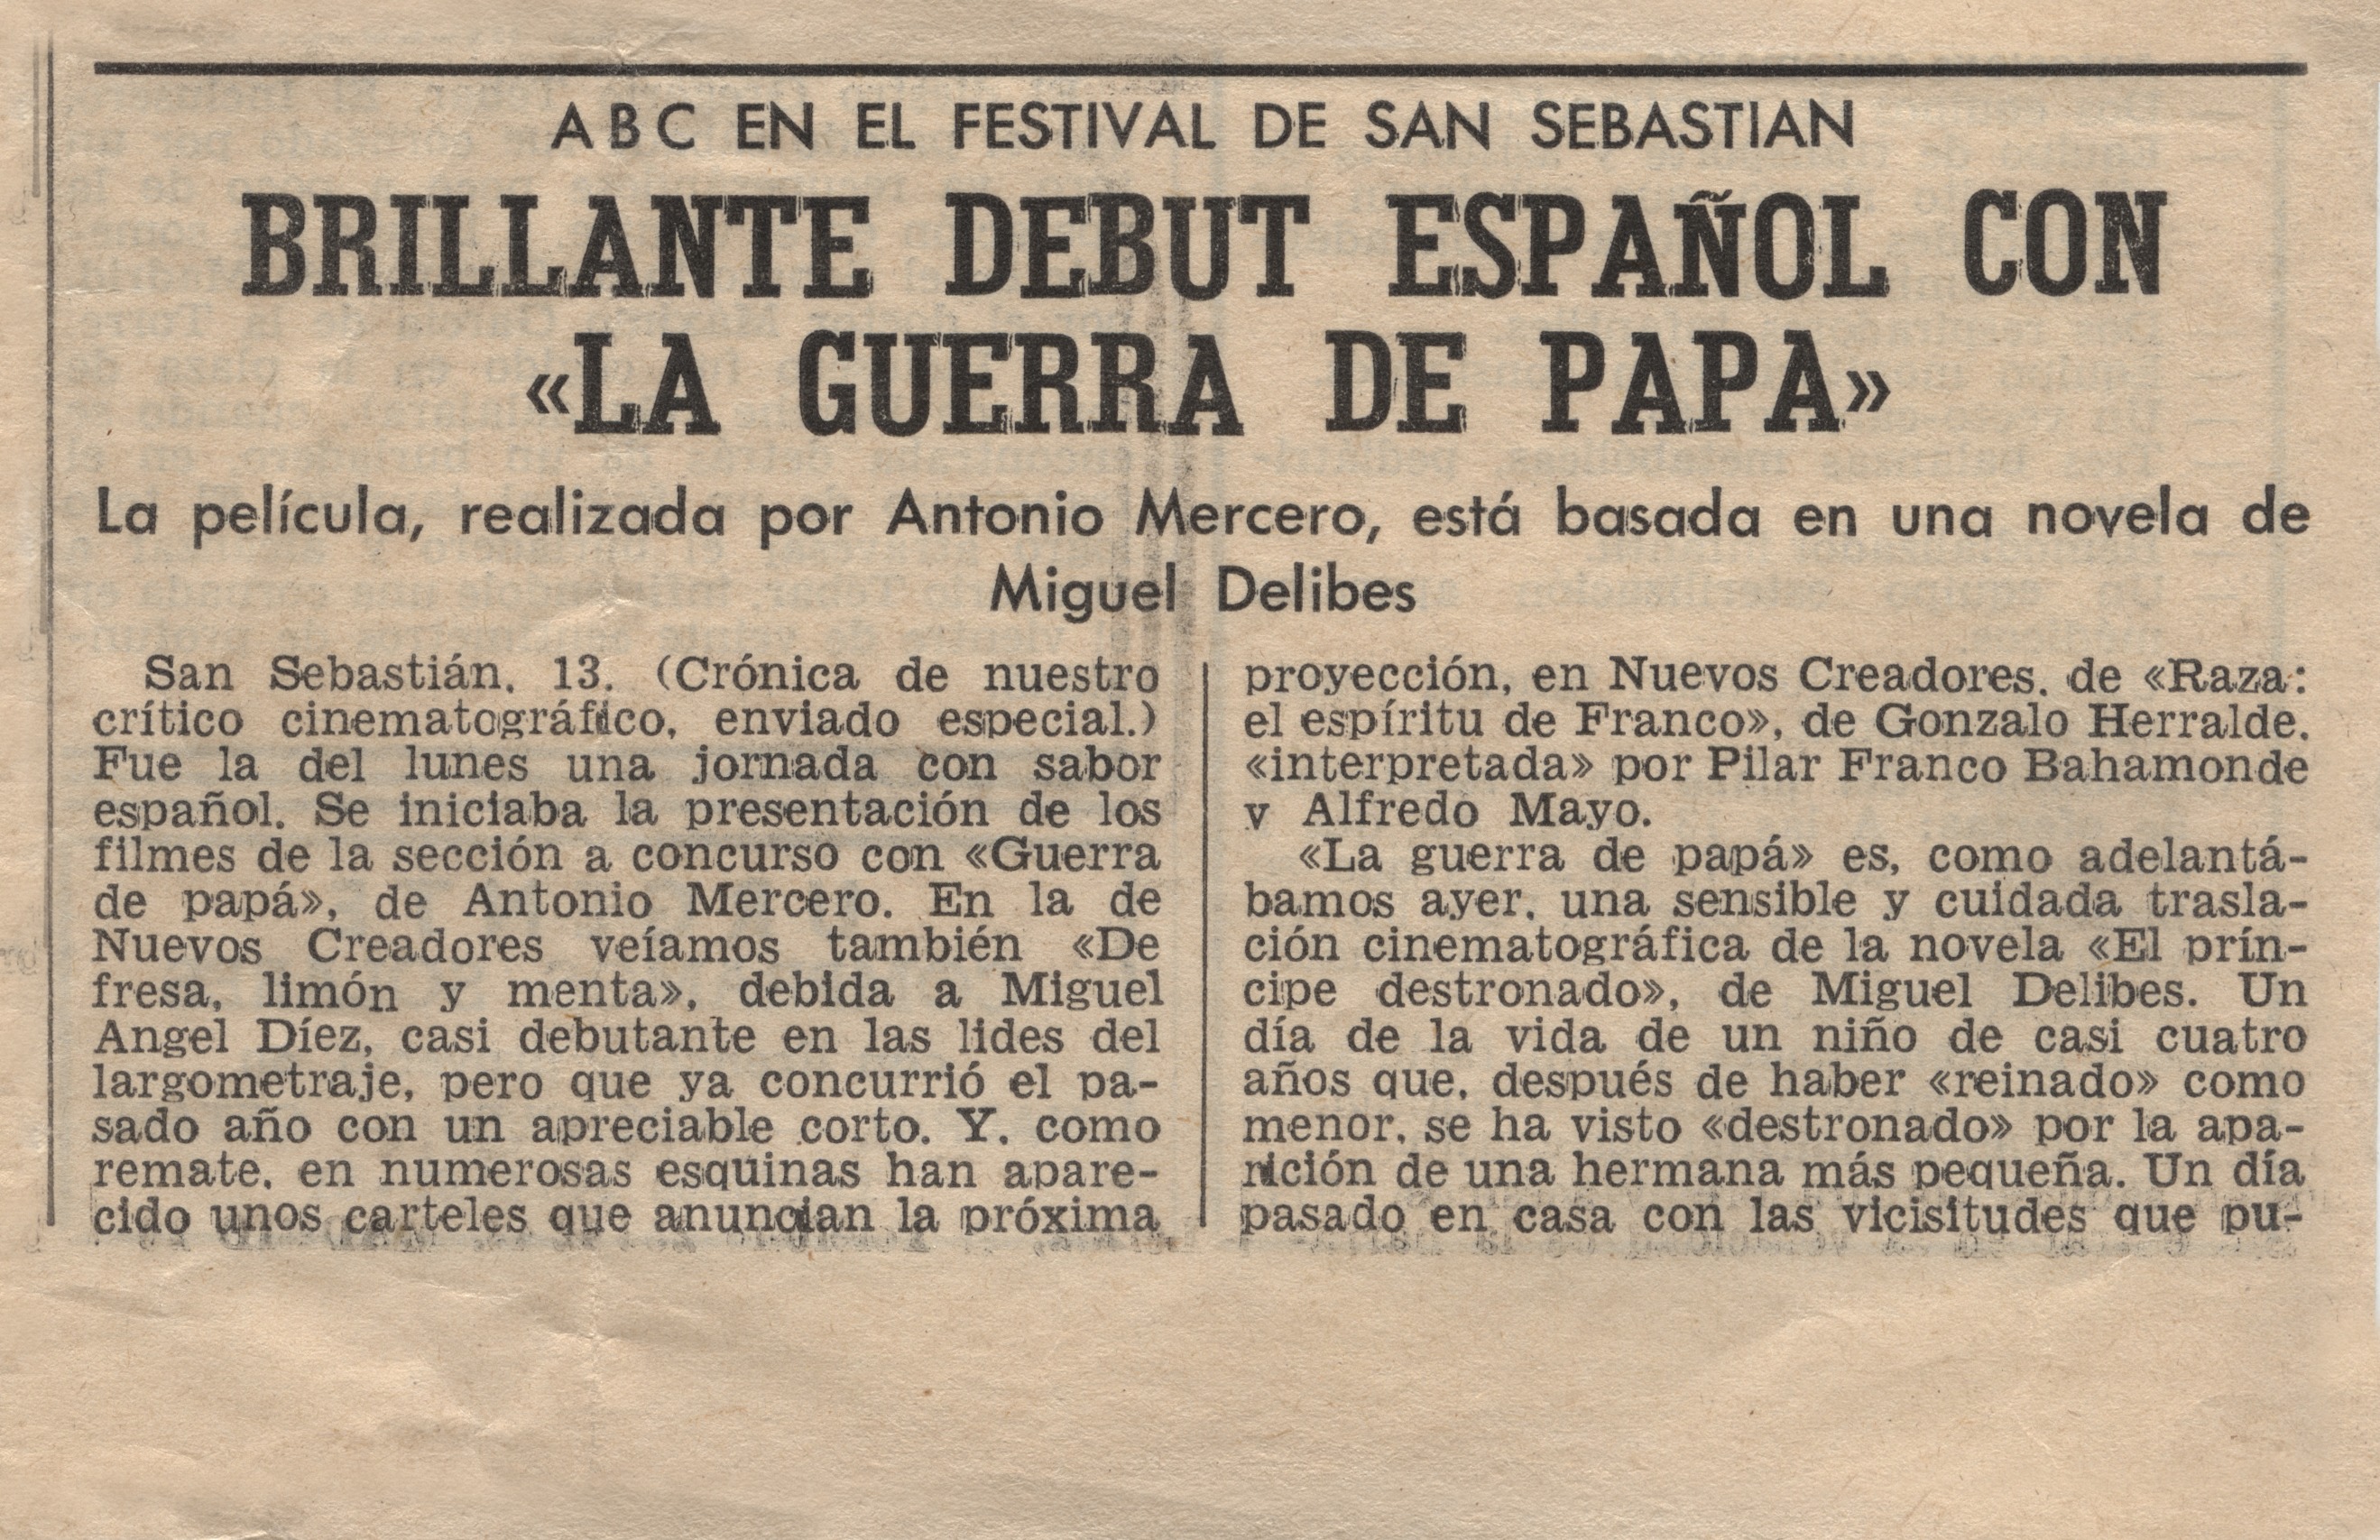 ABC EN EL FESTIVAL DE SAN SEBASTIAN
BRILLANTE DEBUT ESPAÑOL CON
«LA GUERRA DE PAPA»
La película, realizada por Antonio Mercero, está basada en una novela de
Miguel Delibes
San Sebastián, 13. (Crónica de nuestro
crítico cinematográfico, enviado especial.)
Fue la del lunes una jornada con sabor
español. Se iniciaba la presentación de los
filmes de la sección a concurso con «Guerra
de papá», de Antonio Mercero. En la de
Nuevos Creadores veíamos también «De
fresa, limón y menta», debida a Miguel
Angel Díez, casi debutante en las lides del
largometraje, pero que ya concurrió el pa-
sado año con un apreciable corto. Y, como
remate, en numerosas esquinas han apare-
cido unos carteles que anuncian la próxima
proyección, en Nuevos Creadores, de «Raza:
el espíritu de Franco», de Gonzalo Herralde,
«interpretada» por Pilar Franco Bahamonde
y Alfredo Mayo.
«La guerra de papá» es, como adelantá-
bamos ayer, una sensible y cuidada trasla-
ción cinematográfica de la novela «El prín-
cipe destronado», de Miguel Delibes. Un
día de la vida de un niño de casi cuatro
años que, después de haber «reinado» como
menor, se ha visto «destronado» por la apa-
rición de una hermana más pequeña. Un día
pasado en casa con las vicisitudes que pu-